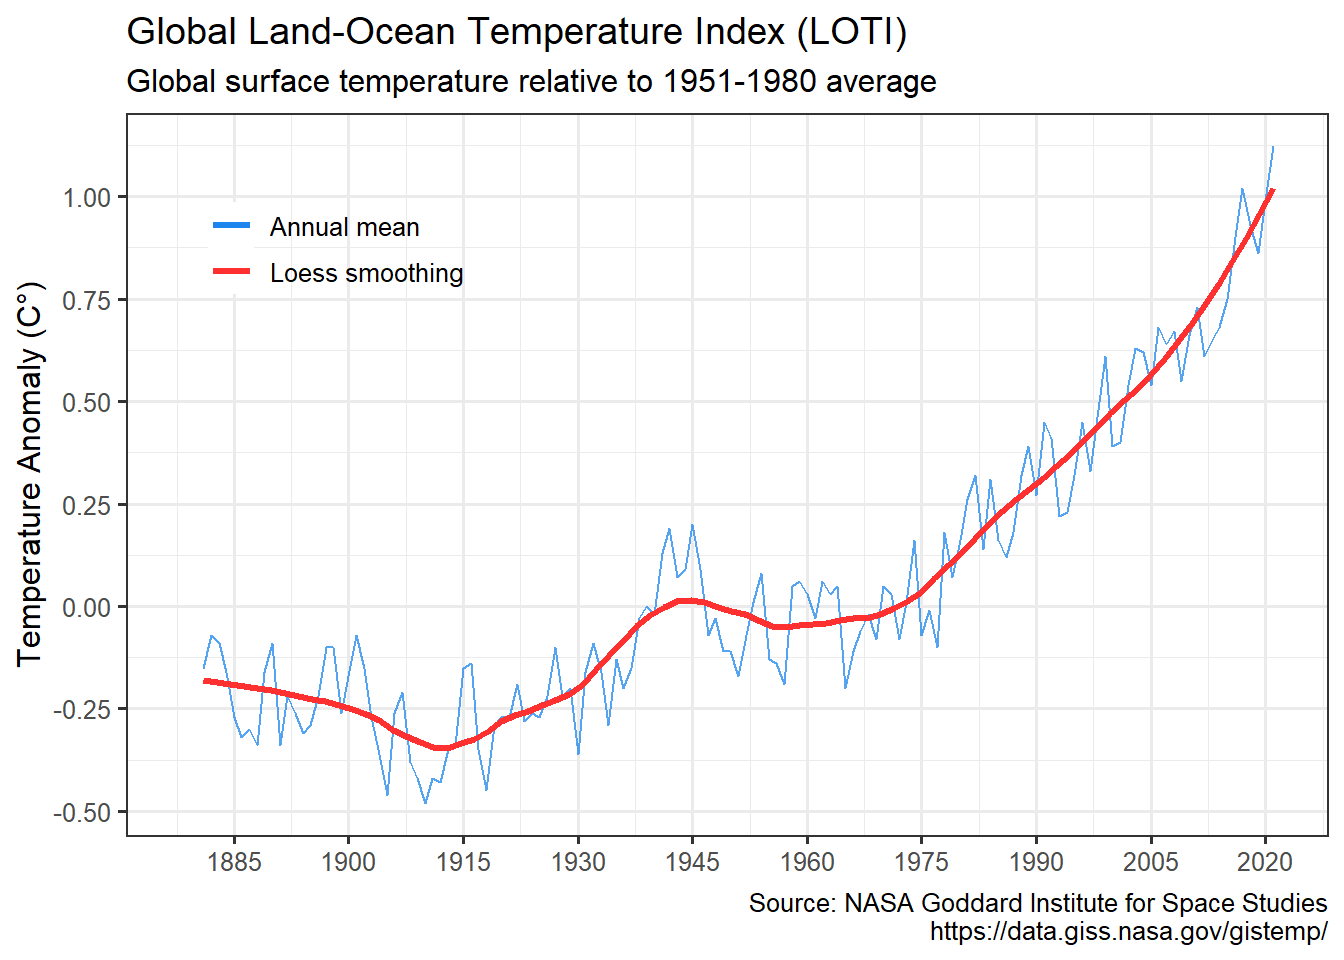 Global Land-Ocean Temperature Index (LOTI)
Global surface temperature relative to 1951-1980 average
Temperature Anomaly (C°)
1.00
0.75
0.50
0.25
0.00
-0.25
-0.50
Annual mean
Loess smoothing
1885 1900 1915 1930 1945 1960 1975 1990 2005 2020
Source: NASA Goddard Institute for Space Studies
https://data.giss.nasa.gov/gistemp/